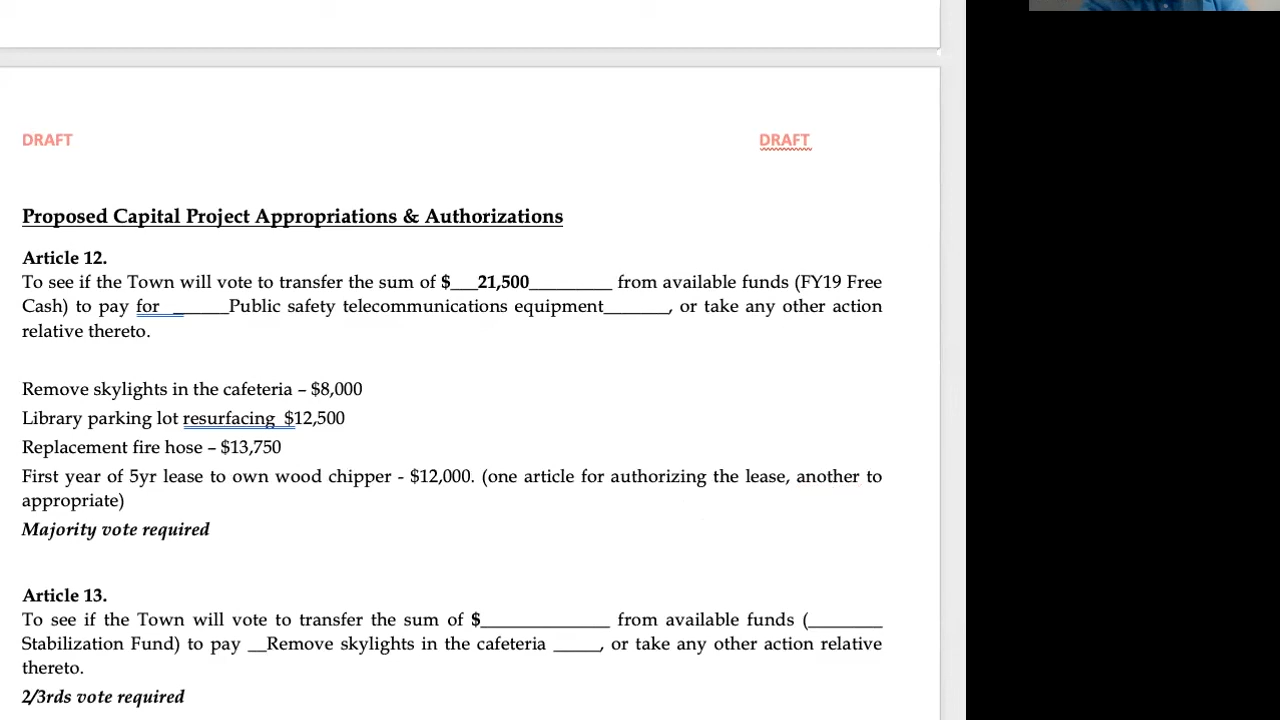 DRAFT DRAFT
Proposed Capital Project Appropriations & Authorizations
Article 12.
To see if the Town will vote to transfer the sum of $___21,500_________ from available funds (FY19 Free
Cash) to pay for ______Public safety telecommunications equipment_______, or take any other action
relative thereto.
Remove skylights in the cafeteria – $8,000
Library parking lot resurfacing $12,500
Replacement fire hose – $13,750
First year of 5yr lease to own wood chipper - $12,000. (one article for authorizing the lease, another to
appropriate)
Majority vote required
Article 13.
To see if the Town will vote to transfer the sum of $______________ from available funds (________
Stabilization Fund) to pay __Remove skylights in the cafeteria _____, or take any other action relative
thereto.
2/3rds vote required